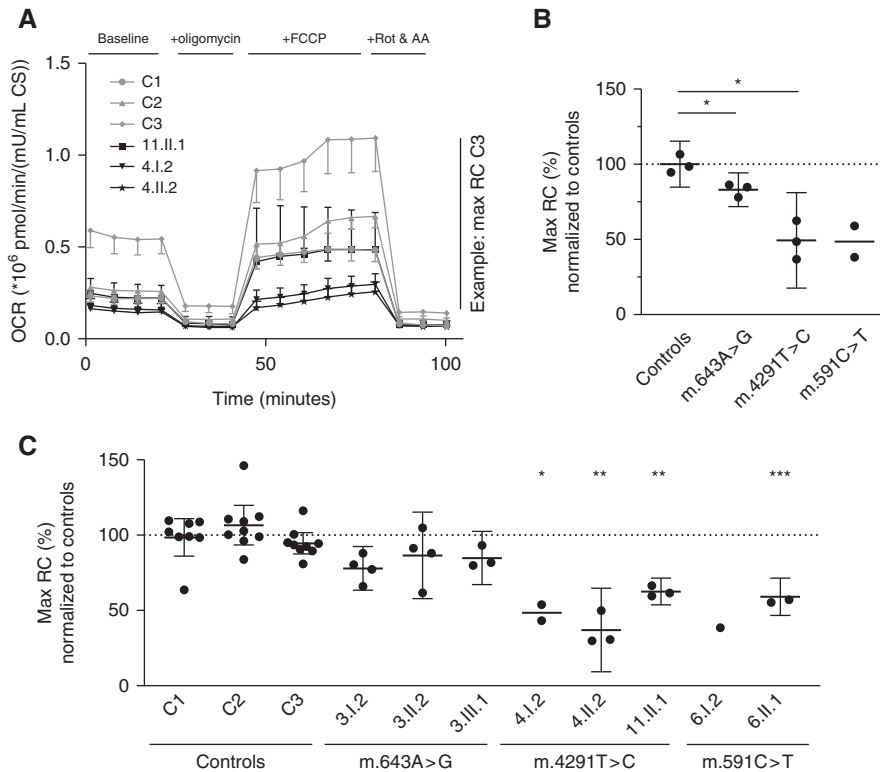 A
Baseline
+oligomycin
+FCCP
+Rot & AA
OCR (*10⁶ pmol/min/(mU/mL CS))
1.5
1.0
0.5
0.0
C1
C2
C3
11.II.1
4.I.2
4.II.2
Example: max RC C3
0
50
100
Time (minutes)
B
Max RC (%)
normalized to controls
150
100
50
0
*
*
Controls
m.643A>G
m.4291T>C
m.591C>T
C
Max RC (%)
normalized to controls
150
100
50
0
* ** ** ***
C1 C2 C3 3.I.2 3.II.2 3.III.1 4.I.2 4.II.2 11.II.1 6.I.2 6.II.1
Controls m.643A>G m.4291T>C m.591C>T